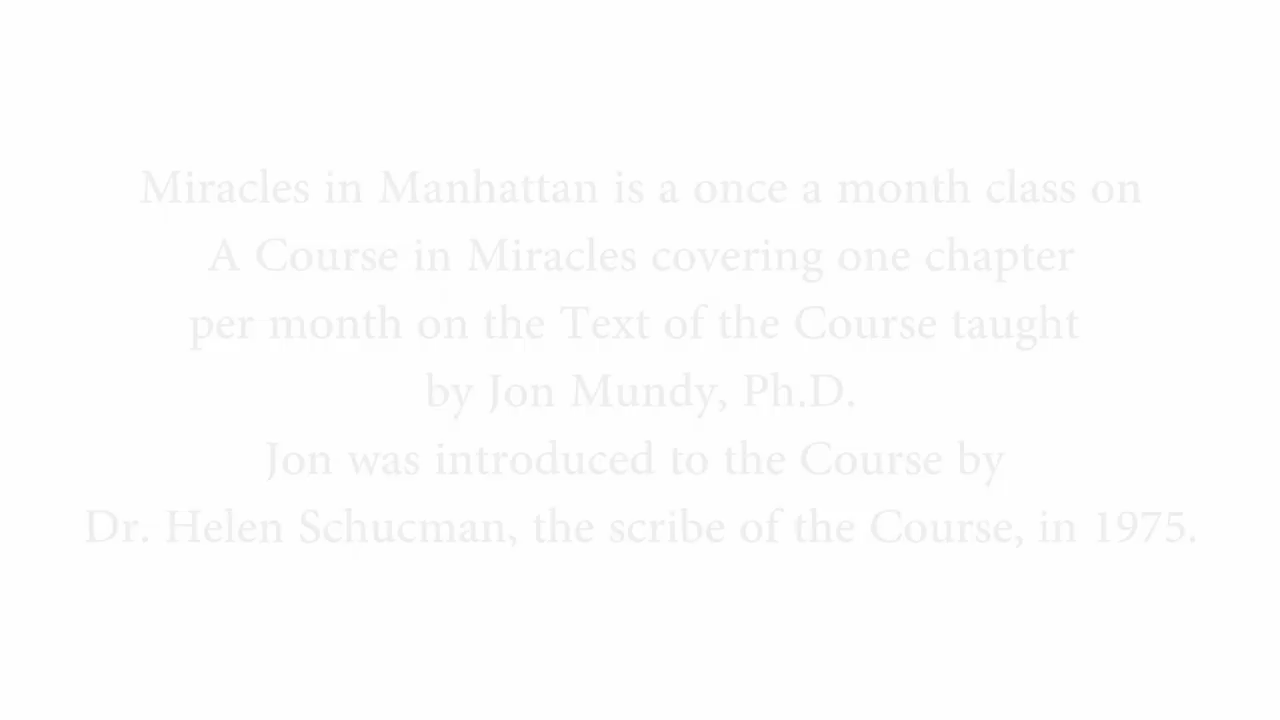 Miracles in Manhattan is a once a month class on
A Course in Miracles covering one chapter
per month on the Text of the Course taught
by Jon Mundy, Ph.D.
Jon was introduced to the Course by
Dr. Helen Schucman, the scribe of the Course, in 1975.